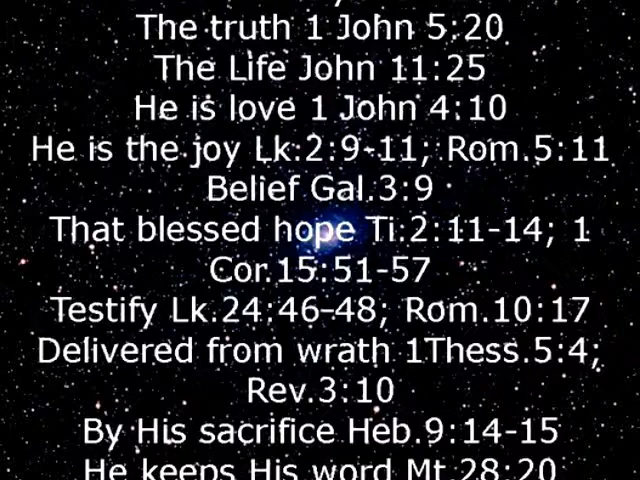 The truth 1 John 5:20
The Life John 11:25
He is love 1 John 4:10
He is the joy Lk.2:9-11; Rom.5:11
Belief Gal.3:9
That blessed hope Ti.2:11-14; 1
Cor.15:51-57
Testify Lk.24:46-48; Rom.10:17
Delivered from wrath 1Thess.5:4;
Rev.3:10
By His sacrifice Heb.9:14-15
He keeps His word Mt.28:20